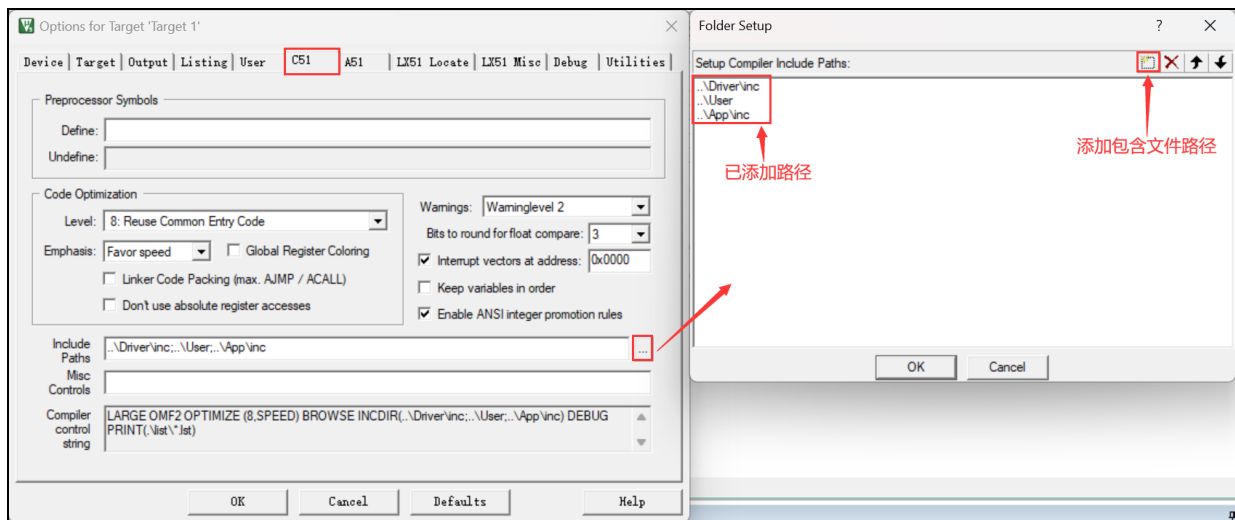 Options for Target 'Target 1'
Device | Target | Output | Listing | User | C51 | A51 | LX51 Locate | LX51 Misc | Debug | Utilities
Preprocessor Symbols
Define:
Undefine:
Code Optimization
Level: 8: Reuse Common Entry Code
Emphasis: Favor speed Global Register Coloring
Linker Code Packing (max. AJMP / ACALL)
Don't use absolute register accesses
Warnings: Warninglevel 2
Bits to round for float compare: 3
Interrupt vectors at address: 0x0000
Keep variables in order
Enable ANSI integer promotion rules
Include Paths ..\Driver\inc;..\User;..\App\inc ...
Misc Controls
Compiler control string
LARGE OMF2 OPTIMIZE (8,SPEED) BROWSE INCDIR(..\Driver\inc;..\User;..\App\inc) DEBUG
PRINT(.\list\*.lst)
OK Cancel Defaults Help
Folder Setup ?
Setup Compiler Include Paths:
..\Driver\inc
..\User
..\App\inc
已添加路径
添加包含文件路径
OK Cancel